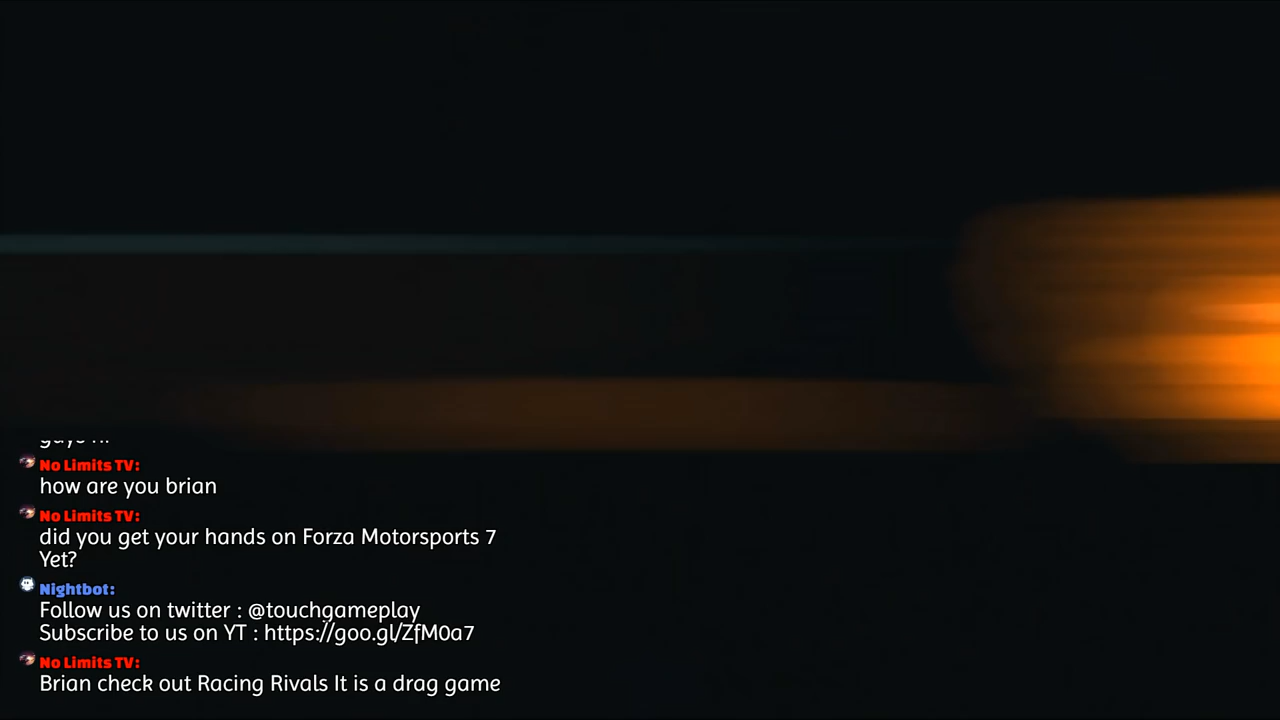 No Limits TV:
how are you brian
No Limits TV:
did you get your hands on Forza Motorsports 7
Yet?
Nightbot:
Follow us on twitter : @touchgameplay
Subscribe to us on YT : https://goo.gl/ZfM0a7
No Limits TV:
Brian check out Racing Rivals It is a drag game